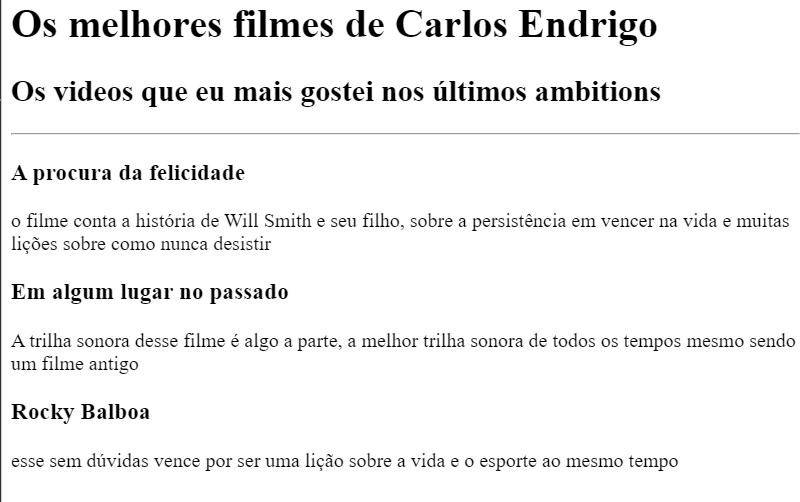 Os melhores filmes de Carlos Endrigo
Os videos que eu mais gostei nos últimos ambitions
A procura da felicidade
o filme conta a história de Will Smith e seu filho, sobre a persistência em vencer na vida e muitas
lições sobre como nunca desistir
Em algum lugar no passado
A trilha sonora desse filme é algo a parte, a melhor trilha sonora de todos os tempos mesmo sendo
um filme antigo
Rocky Balboa
esse sem dúvidas vence por ser uma lição sobre a vida e o esporte ao mesmo tempo